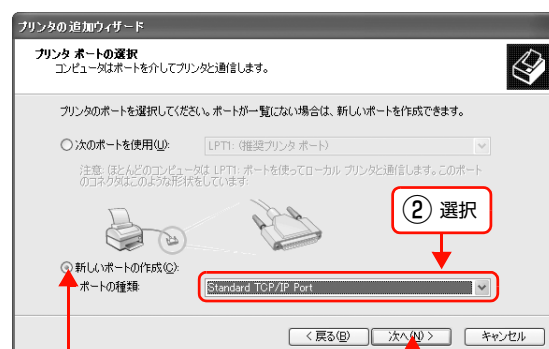 プリンタの追加ウィザード
プリンタ ポートの選択
コンピュータはポートを介してプリンタと通信します。
プリンタのポートを選択してください。ポートが一覧にない場合は、新しいポートを作成できます。
次のポートを使用(U):
LPT1: (推奨プリンタ ポート)
注意: ほとんどのコンピュータは LPT1: ポートを使ってローカル プリンタと通信します。このポート
のコネクタはこのような形状をしています:
② 選択
新しいポートの作成(C):
ポートの種類:
Standard TCP/IP Port
< 戻る(B)
次へ(N) >
キャンセル